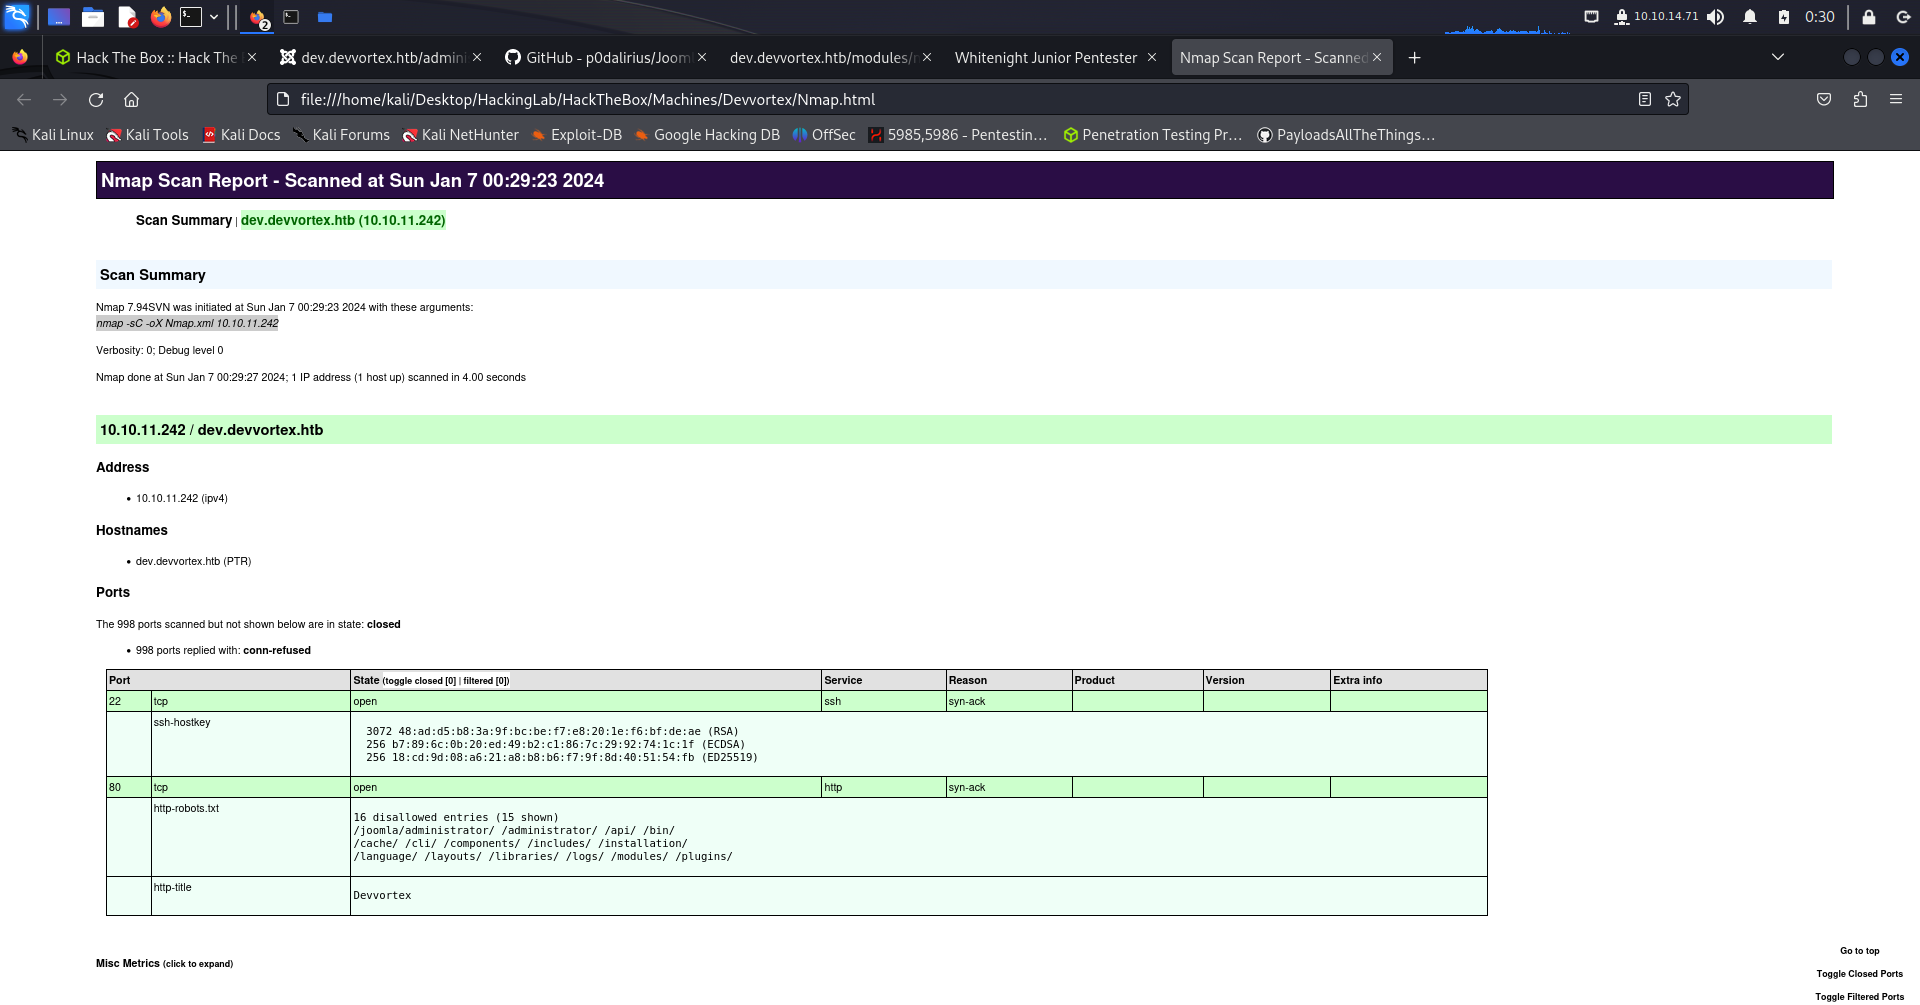 10.10.14.71
0:30
2
Hack The Box :: Hack The
dev.devvortex.htb/admini
GitHub - p0dalirius/Joom
dev.devvortex.htb/modules/
Whitenight Junior Pentester
Nmap Scan Report - Scanned
file:///home/kali/Desktop/HackingLab/HackTheBox/Machines/Devvortex/Nmap.html
Kali Linux
Kali Tools
Kali Docs
Kali Forums
Kali NetHunter
Exploit-DB
Google Hacking DB
OffSec
5985,5986 - Pentestin…
Penetration Testing Pr…
PayloadsAllTheThings…
Nmap Scan Report - Scanned at Sun Jan 7 00:29:23 2024
Scan Summary | dev.devvortex.htb (10.10.11.242)
Scan Summary
Nmap 7.94SVN was initiated at Sun Jan 7 00:29:23 2024 with these arguments:
nmap -sC -oX Nmap.xml 10.10.11.242
Verbosity: 0; Debug level 0
Nmap done at Sun Jan 7 00:29:27 2024; 1 IP address (1 host up) scanned in 4.00 seconds
10.10.11.242 / dev.devvortex.htb
Address
• 10.10.11.242 (ipv4)
Hostnames
• dev.devvortex.htb (PTR)
Ports
The 998 ports scanned but not shown below are in state: closed
• 998 ports replied with: conn-refused
Port State (toggle closed [0] | filtered [0]) Service Reason Product Version Extra info
22 tcp open ssh syn-ack
ssh-hostkey
3072 48:ad:d5:b8:3a:9f:bc:be:f7:e8:20:1e:f6:bf:de:ae (RSA)
256 b7:89:6c:0b:20:ed:49:b2:c1:86:7c:29:92:74:1c:1f (ECDSA)
256 18:cd:9d:08:a6:21:a8:b8:b6:f7:9f:8d:40:51:54:fb (ED25519)
80 tcp open http syn-ack
http-robots.txt
16 disallowed entries (15 shown)
/joomla/administrator/ /administrator/ /api/ /bin/
/cache/ /cli/ /components/ /includes/ /installation/
/language/ /layouts/ /libraries/ /logs/ /modules/ /plugins/
http-title
Devvortex
Misc Metrics (click to expand)
Go to top
Toggle Closed Ports
Toggle Filtered Ports